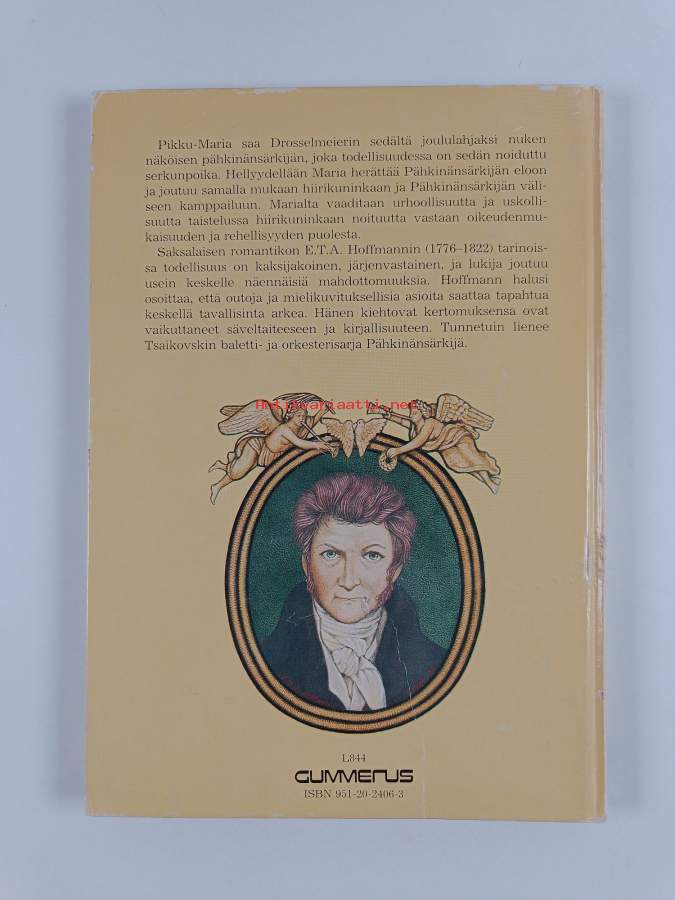 Pikku-Maria saa Drosselmeierin sedältä joululahjaksi nuken
näköisen pähkinänsärkijän, joka todellisuudessa on sedän noiduttu
serkunpoika. Hellyydellään Maria herättää Pähkinänsärkijän eloon
ja joutuu samalla mukaan hiirikuninkaan ja Pähkinänsärkijän väli-
seen kamppailuun. Marialta vaaditaan urhoollisuutta ja uskolli-
suutta taistelussa hiirikuninkaan noituutta vastaan oikeudenmu-
kaisuuden ja rehellisyyden puolesta.
Saksalaisen romantikon E.T.A. Hoffmannin (1776–1822) tarinois-
sa todellisuus on kaksijakoinen, järjenvastainen, ja lukija joutuu
usein keskelle näennäisiä mahdottomuuksia. Hoffmann halusi
osoittaa, että outoja ja mielikuvituksellisia asioita saattaa tapahtua
keskellä tavallisinta arkea. Hänen kiehtovat kertomuksensa ovat
vaikuttaneet säveltaiteeseen ja kirjallisuuteen. Tunnetuin lienee
Tsaikovskin baletti- ja orkesterisarja Pähkinänsärkijä.
Antikvariaatti.net
L844
GUMMERUS
ISBN 951-20-2406-3